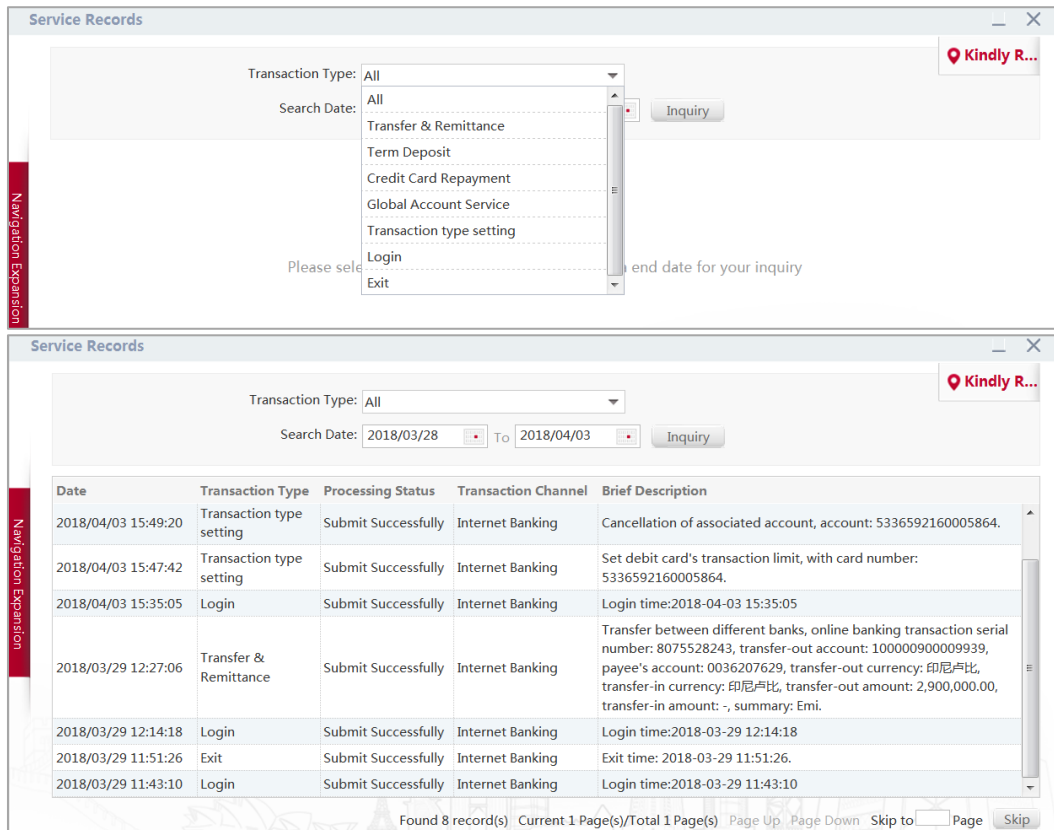 Service Records
Kindly R...
Transaction Type: All
All
Search Date:
Inquiry
Transfer & Remittance
Term Deposit
Credit Card Repayment
Global Account Service
Transaction type setting
Login
Please sele end date for your inquiry
Exit
Navigation Expansion
Service Records
Kindly R...
Transaction Type: All
Search Date: 2018/03/28 To 2018/04/03 Inquiry
Date Transaction Type Processing Status Transaction Channel Brief Description
2018/04/03 15:49:20 Transaction type setting Submit Successfully Internet Banking Cancellation of associated account, account: 5336592160005864.
2018/04/03 15:47:42 Transaction type setting Submit Successfully Internet Banking Set debit card's transaction limit, with card number:
5336592160005864.
2018/04/03 15:35:05 Login Submit Successfully Internet Banking Login time:2018-04-03 15:35:05
2018/03/29 12:27:06 Transfer & Remittance Submit Successfully Internet Banking Transfer between different banks, online banking transaction serial
number: 8075528243, transfer-out account: 100000900009939,
payee's account: 0036207629, transfer-out currency: 印尼卢比,
transfer-in currency: 印尼卢比, transfer-out amount: 2,900,000.00,
transfer-in amount: -, summary: Emi.
2018/03/29 12:14:18 Login Submit Successfully Internet Banking Login time:2018-03-29 12:14:18
2018/03/29 11:51:26 Exit Submit Successfully Internet Banking Exit time: 2018-03-29 11:51:26.
2018/03/29 11:43:10 Login Submit Successfully Internet Banking Login time:2018-03-29 11:43:10
Navigation Expansion
Found 8 record(s) Current 1 Page(s)/Total 1 Page(s) Page Up Page Down Skip to Page Skip